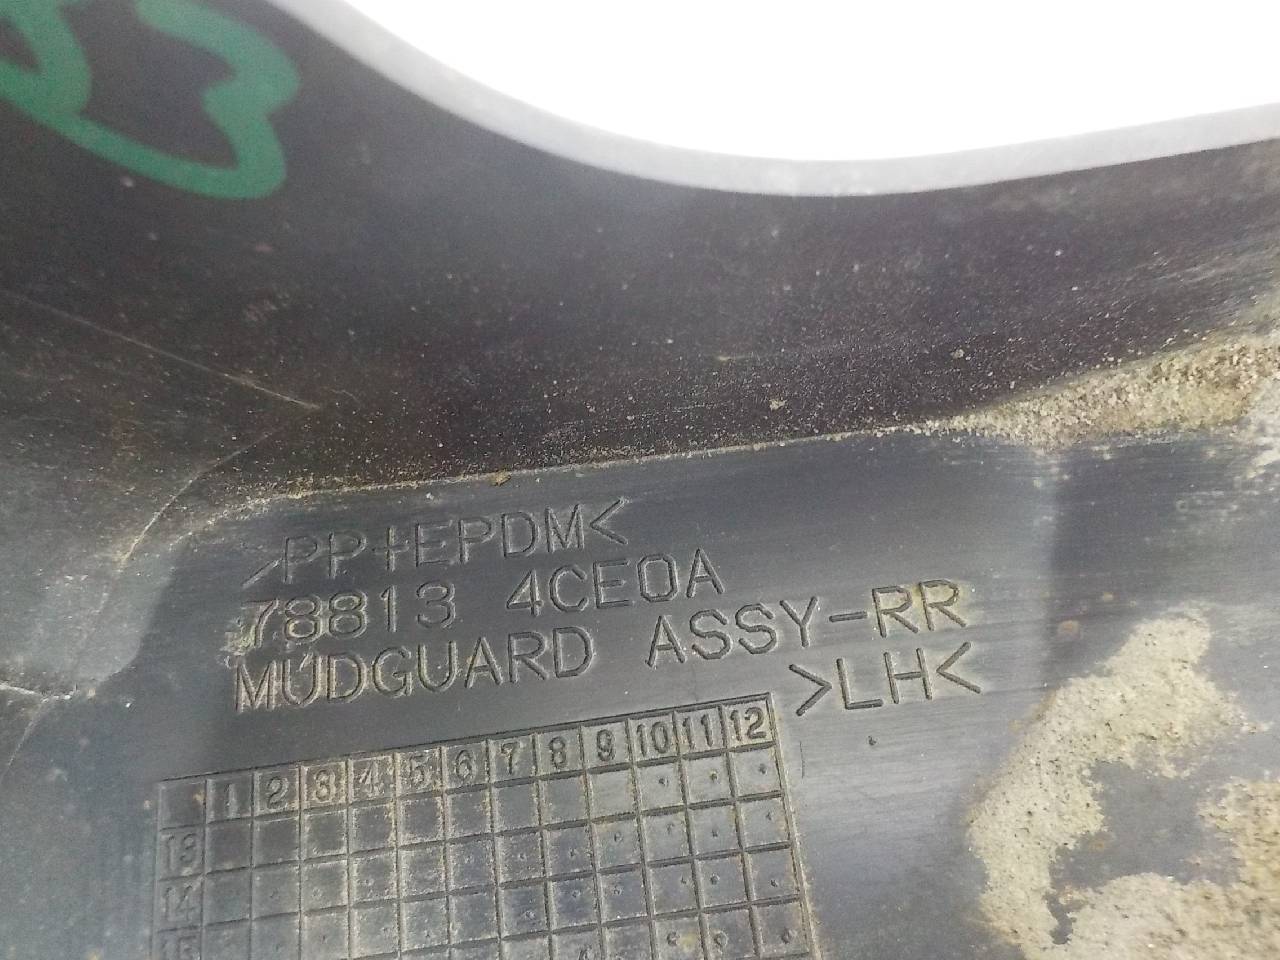 >PP+EPDM<
78813 4CE0A
MUDGUARD ASSY-RR
>LH<
1 2 3 4 5 6 7 8 9 10 11 12
13
14
15